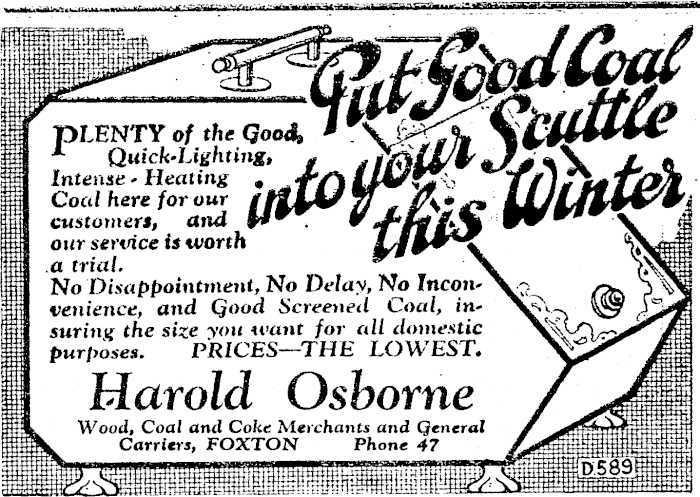 Put Good Coal
into your Scuttle
this Winter
PLENTY of the Good,
Quick-Lighting,
Intense - Heating
Coal here for our
customers, and
our service is worth
a trial.
No Disappointment, No Delay, No Incon-
venience, and Good Screened Coal, in-
suring the size you want for all domestic
purposes. PRICES—THE LOWEST.
Harold Osborne
Wood, Coal and Coke Merchants and General
Carriers, FOXTON Phone 47
D589